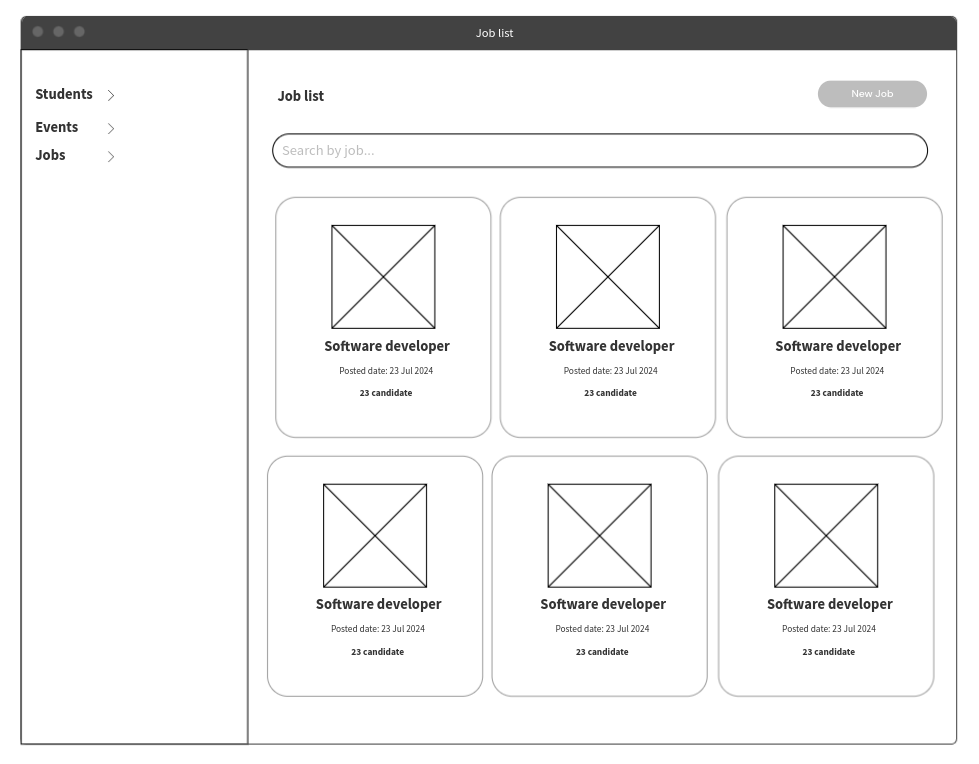 Job list
Students
Events
Jobs
Job list
New Job
Search by job...
Software developer
Posted date: 23 Jul 2024
23 candidate
Software developer
Posted date: 23 Jul 2024
23 candidate
Software developer
Posted date: 23 Jul 2024
23 candidate
Software developer
Posted date: 23 Jul 2024
23 candidate
Software developer
Posted date: 23 Jul 2024
23 candidate
Software developer
Posted date: 23 Jul 2024
23 candidate